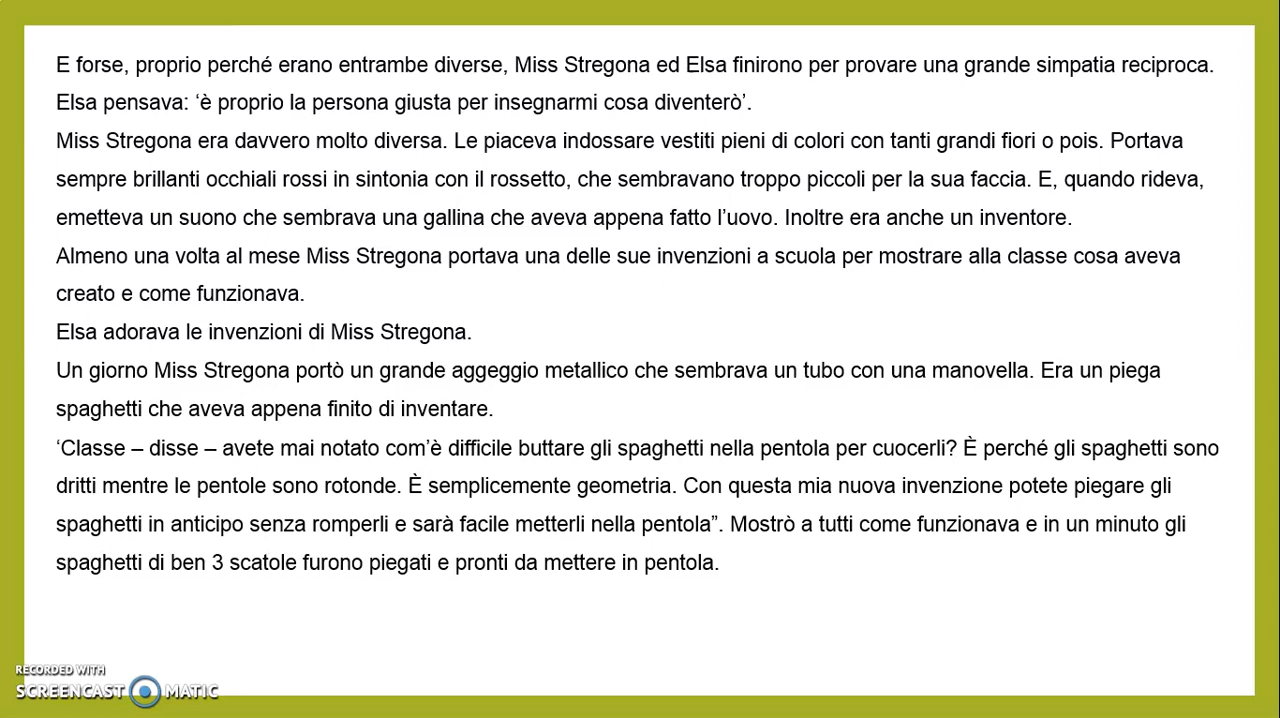 E forse, proprio perché erano entrambe diverse, Miss Stregona ed Elsa finirono per provare una grande simpatia reciproca.
Elsa pensava: ‘è proprio la persona giusta per insegnarmi cosa diventerò’.
Miss Stregona era davvero molto diversa. Le piaceva indossare vestiti pieni di colori con tanti grandi fiori o pois. Portava
sempre brillanti occhiali rossi in sintonia con il rossetto, che sembravano troppo piccoli per la sua faccia. E, quando rideva,
emetteva un suono che sembrava una gallina che aveva appena fatto l’uovo. Inoltre era anche un inventore.
Almeno una volta al mese Miss Stregona portava una delle sue invenzioni a scuola per mostrare alla classe cosa aveva
creato e come funzionava.
Elsa adorava le invenzioni di Miss Stregona.
Un giorno Miss Stregona portò un grande aggeggio metallico che sembrava un tubo con una manovella. Era un piega
spaghetti che aveva appena finito di inventare.
‘Classe – disse – avete mai notato com’è difficile buttare gli spaghetti nella pentola per cuocerli? È perché gli spaghetti sono
dritti mentre le pentole sono rotonde. È semplicemente geometria. Con questa mia nuova invenzione potete piegare gli
spaghetti in anticipo senza romperli e sarà facile metterli nella pentola”. Mostrò a tutti come funzionava e in un minuto gli
spaghetti di ben 3 scatole furono piegati e pronti da mettere in pentola.
RECORDED WITH
SCREENCAST MATIC